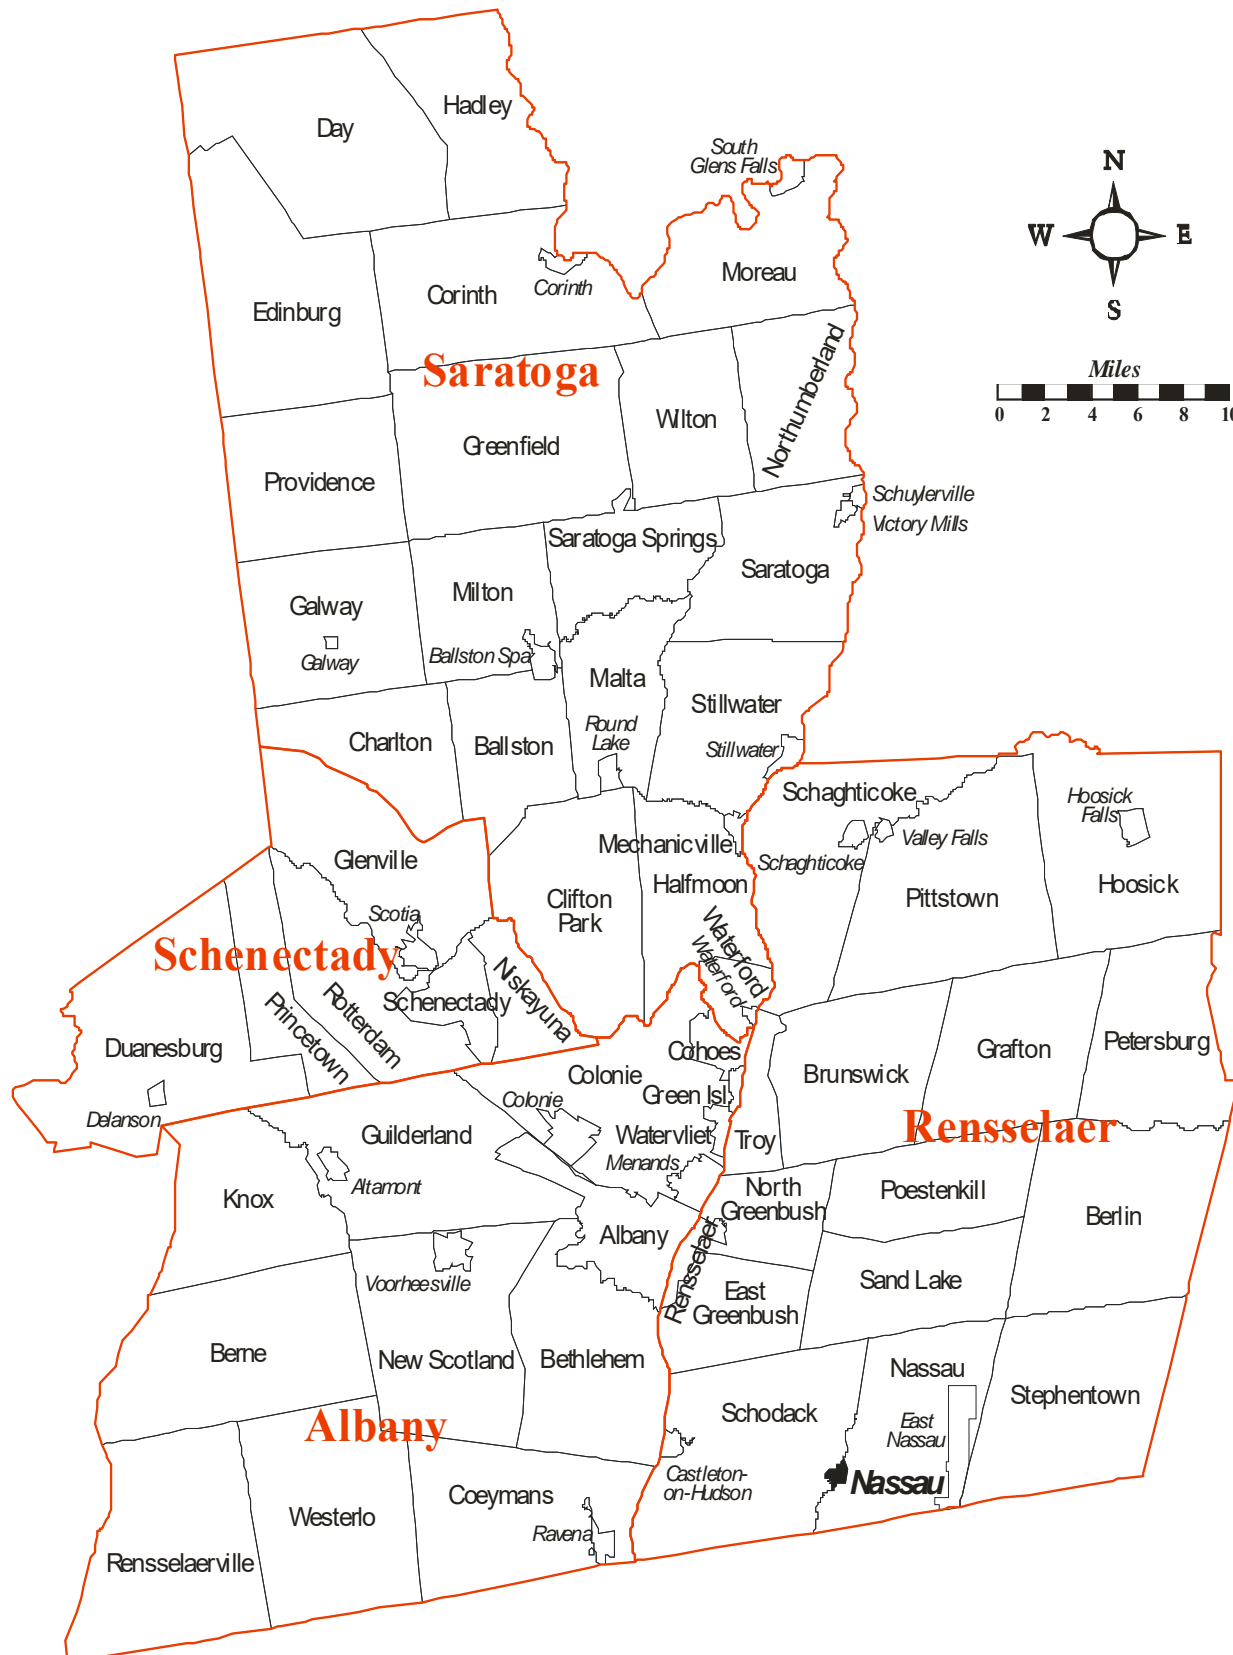 Hadley
Day
South
Glens Falls
N
W
E
S
Moreau
Corinth
Corinth
Edinburg
Northumberland
Saratoga
Miles
0 2 4 6 8 10
Wilton
Greenfield
Providence
Schuylerville
Victory Mills
Saratoga Springs
Saratoga
Milton
Galway
Galway
Ballston Spa
Malta
Stillwater
Round
Lake
Stillwater
Charlton
Ballston
Schaghticoke
Hoosick
Falls
Mechanicville
Valley Falls
Schaghticoke
Glenville
Halfmoon
Hoosick
Clifton
Park
Pittstown
Scotia
Waterford
Waterford
Schenectady
Niskayuna
Schenectady
Rotterdam
Princetown
Duanesburg
Cohoes
Grafton
Petersburg
Colonie
Brunswick
Green Isl
Colonie
Delanson
Guilderland
Watervliet
Troy
Rensselaer
Menands
Altamont
Knox
North
Greenbush
Poestenkill
Berlin
Albany
Rensselaer
Voorheesville
Sand Lake
East
Greenbush
Berne
New Scotland
Bethlehem
Nassau
Stephentown
Schodack
Albany
East
Nassau
Castleton-
on-Hudson
Nassau
Coeymans
Westerlo
Ravena
Rensselaerville